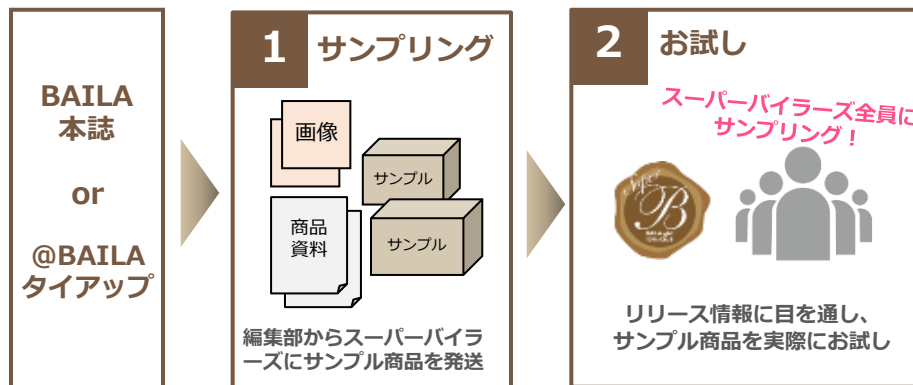 BAILA
本誌
or
@BAILA
タイアップ
1 サンプリング
画像
サンプル
商品
資料
サンプル
編集部からスーパーバイラ
ーズにサンプル商品を発送
2 お試し
スーパーバイラーズ全員に
サンプリング！
Super
B
リリース情報に目を通し、
サンプル商品を実際にお試し